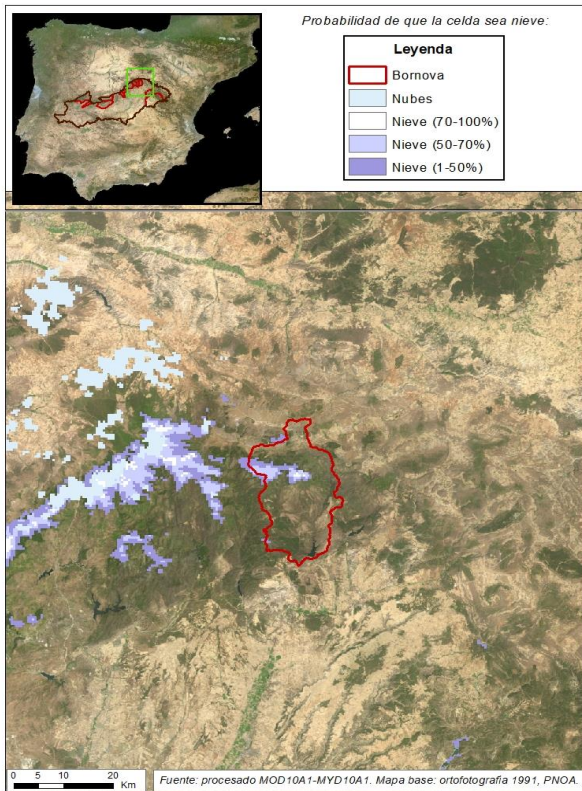 Probabilidad de que la celda sea nieve:
Leyenda
Bornova
Nubes
Nieve (70-100%)
Nieve (50-70%)
Nieve (1-50%)
0 5 10 20
Km
Fuente: procesado MOD10A1-MYD10A1. Mapa base: ortofotografia 1991, PNOA.